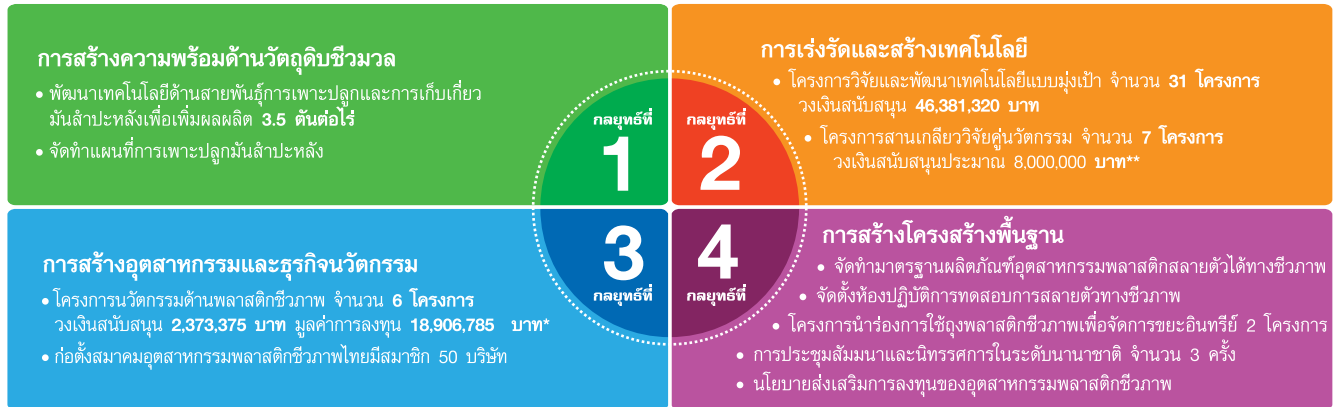 การสร้างความพร้อมด้านวัตถุดิบชีวมวล
• พัฒนาเทคโนโลยีด้านสายพันธุ์การเพาะปลูกและการเก็บเกี่ยว
มันสำปะหลังเพื่อเพิ่มผลผลิต 3.5 ตันต่อไร่
• จัดทำแผนที่การเพาะปลูกมันสำปะหลัง
กลยุทธ์ที่
1
การเร่งรัดและสร้างเทคโนโลยี
• โครงการวิจัยและพัฒนาเทคโนโลยีแบบมุ่งเป้า จำนวน 31 โครงการ
วงเงินสนับสนุน 46,381,320 บาท
• โครงการสานเกลียววิจัยคู่นวัตกรรม จำนวน 7 โครงการ
วงเงินสนับสนุนประมาณ 8,000,000 บาท**
กลยุทธ์ที่
2
การสร้างอุตสาหกรรมและธุรกิจนวัตกรรม
• โครงการนวัตกรรมด้านพลาสติกชีวภาพ จำนวน 6 โครงการ
วงเงินสนับสนุน 2,373,375 บาท มูลค่าการลงทุน 18,906,785 บาท*
• ก่อตั้งสมาคมอุตสาหกรรมพลาสติกชีวภาพไทยมีสมาชิก 50 บริษัท
3
กลยุทธ์ที่
4
กลยุทธ์ที่
การสร้างโครงสร้างพื้นฐาน
• จัดทำมาตรฐานผลิตภัณฑ์อุตสาหกรรมพลาสติกสลายตัวได้ทางชีวภาพ
• จัดตั้งห้องปฏิบัติการทดสอบการสลายตัวทางชีวภาพ
• โครงการนำร่องการใช้ถุงพลาสติกชีวภาพเพื่อจัดการขยะอินทรีย์ 2 โครงการ
• การประชุมสัมมนาและนิทรรศการในระดับนานาชาติ จำนวน 3 ครั้ง
• นโยบายส่งเสริมการลงทุนของอุตสาหกรรมพลาสติกชีวภาพ